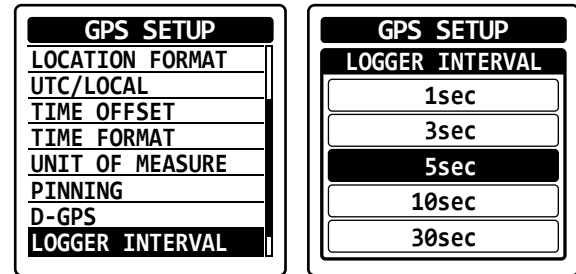 GPS SETUP
LOCATION FORMAT
UTC/LOCAL
TIME OFFSET
TIME FORMAT
UNIT OF MEASURE
PINNING
D-GPS
LOGGER INTERVAL
GPS SETUP
LOGGER INTERVAL
1sec
3sec
5sec
10sec
30sec